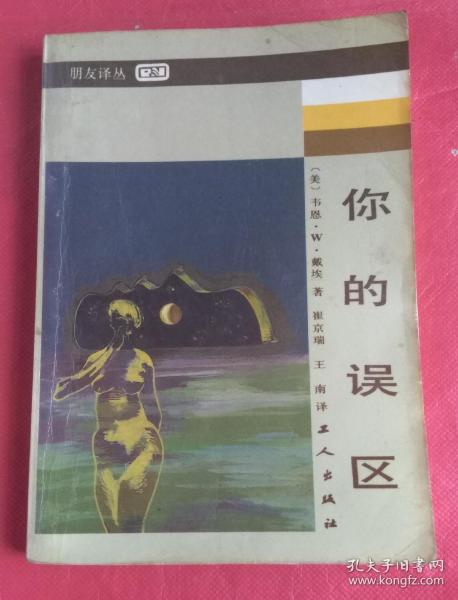 朋友译丛
你的误区
〔美〕韦恩·W·戴埃 著 崔京瑞 王 南译 工人出版社
孔夫子旧书网
www.kongfz.com